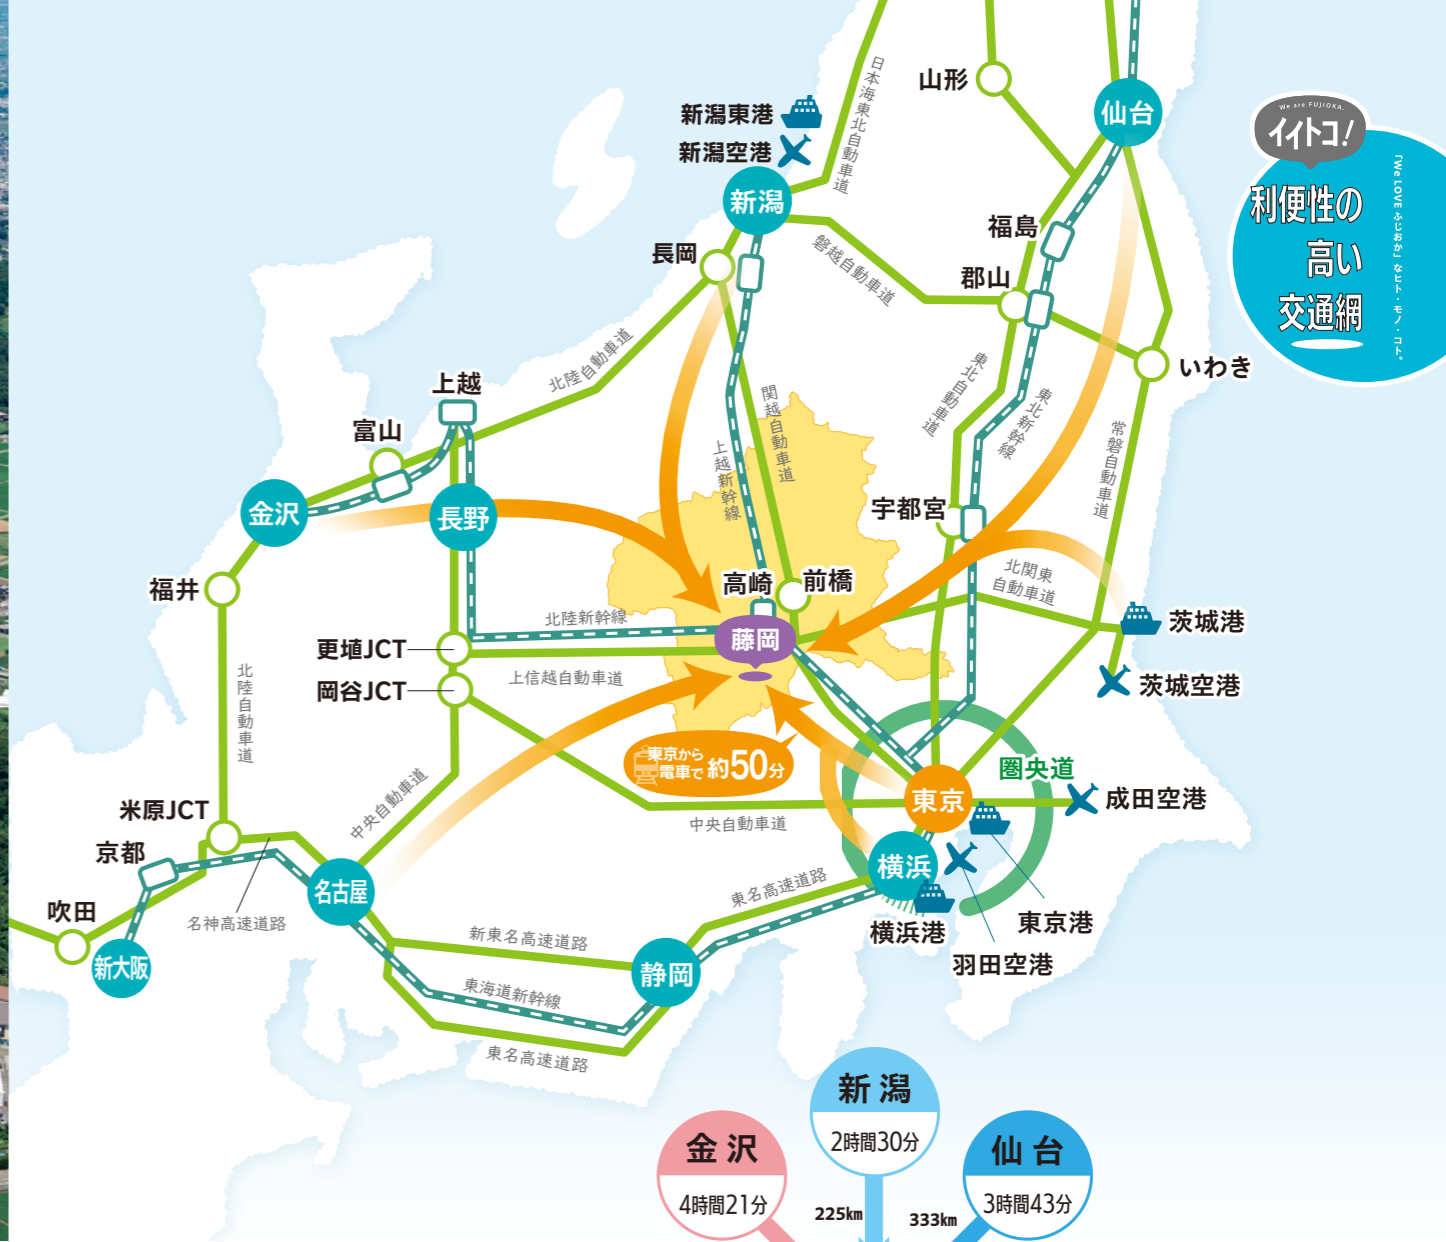 We are FUJIOKA.
イイトコ!
利便性の
高い
交通網
「We LOVE ふじおか」なヒト・モノ・コト。
山形
仙台
新潟東港
新潟空港
新潟
日本海東北自動車道
長岡
磐越自動車道
福島
郡山
いわき
北陸自動車道
上越
富山
金沢
長野
関越自動車道
上越新幹線
東北自動車道
東北新幹線
常磐自動車道
宇都宮
高崎
前橋
北関東
自動車道
茨城港
茨城空港
福井
更埴JCT
岡谷JCT
北陸新幹線
上信越自動車道
藤岡
北陸自動車道
東京から
電車で
約50分
圏央道
東京
成田空港
中央自動車道
中央自動車道
米原JCT
京都
吹田
新大阪
名神高速道路
名古屋
横浜
横浜港
東京港
羽田空港
東名高速道路
新東名高速道路
静岡
東海道新幹線
東名高速道路
新潟
2時間30分
金沢
4時間21分
仙台
3時間43分
225㎞
333㎞